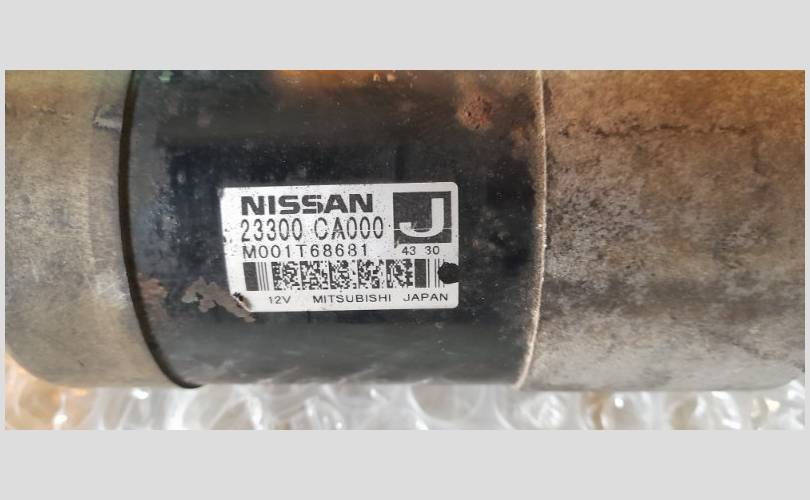 NISSAN
J
23300 CA000
M001T68681
43 30
12V MITSUBISHI JAPAN